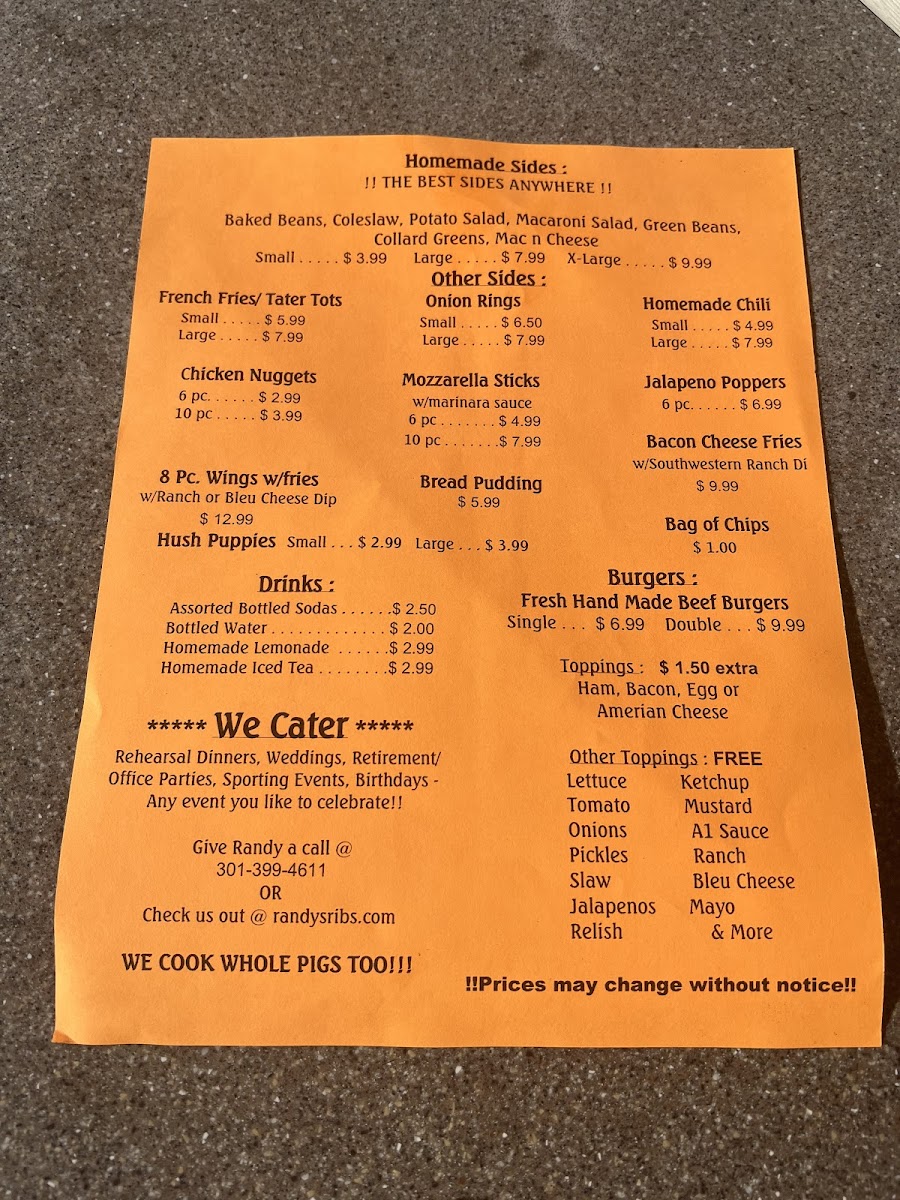 Homemade Sides :
!! THE BEST SIDES ANYWHERE !!
Baked Beans, Coleslaw, Potato Salad, Macaroni Salad, Green Beans,
Collard Greens, Mac n Cheese
Small . . . . . $ 3.99 Large . . . . . $ 7.99 X-Large . . . . . $ 9.99
Other Sides :
French Fries/ Tater Tots
Small . . . . . $ 5.99
Large . . . . . $ 7.99
Onion Rings
Small . . . . . $ 6.50
Large . . . . . $ 7.99
Homemade Chili
Small . . . . . $ 4.99
Large . . . . . $ 7.99
Chicken Nuggets
6 pc. . . . . . $ 2.99
10 pc . . . . . $ 3.99
Mozzarella Sticks
w/marinara sauce
6 pc . . . . . . . $ 4.99
10 pc . . . . . . .$ 7.99
Jalapeno Poppers
6 pc. . . . . . $ 6.99
Bacon Cheese Fries
w/Southwestern Ranch Di
$ 9.99
8 Pc. Wings w/fries
w/Ranch or Bleu Cheese Dip
$ 12.99
Bread Pudding
$ 5.99
Bag of Chips
$ 1.00
Hush Puppies Small . . . $ 2.99 Large . . . $ 3.99
Drinks :
Assorted Bottled Sodas . . . . . .$ 2.50
Bottled Water . . . . . . . . . . . . . $ 2.00
Homemade Lemonade . . . . . .$ 2.99
Homemade Iced Tea . . . . . . . .$ 2.99
***** We Cater *****
Rehearsal Dinners, Weddings, Retirement/
Office Parties, Sporting Events, Birthdays -
Any event you like to celebrate!!
Give Randy a call @
301-399-4611
OR
Check us out @ randysribs.com
WE COOK WHOLE PIGS TOO!!!
Burgers :
Fresh Hand Made Beef Burgers
Single . . . $ 6.99 Double . . . $ 9.99
Toppings : $ 1.50 extra
Ham, Bacon, Egg or
Amerian Cheese
Other Toppings : FREE
Lettuce Ketchup
Tomato Mustard
Onions A1 Sauce
Pickles Ranch
Slaw Bleu Cheese
Jalapenos Mayo
Relish & More
!!Prices may change without notice!!